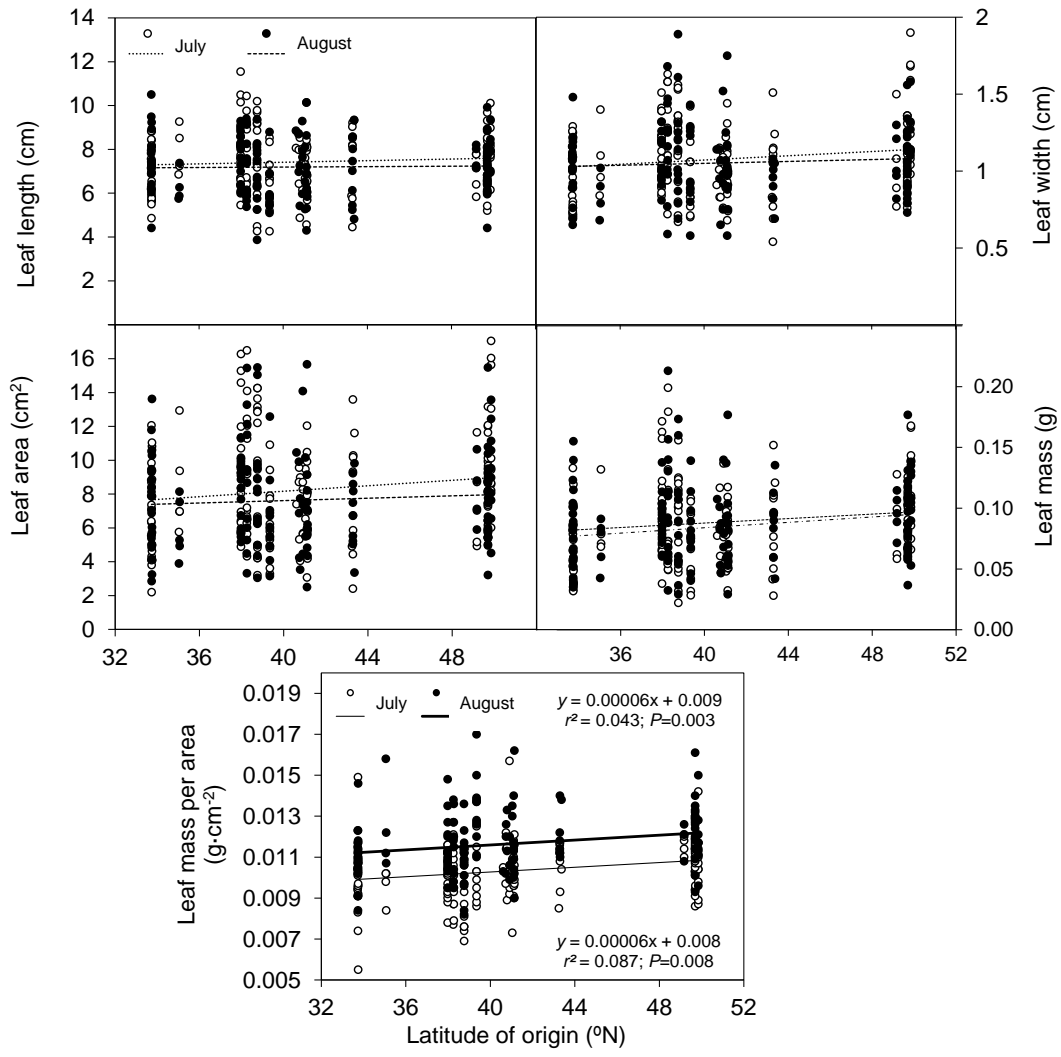 14
12
10
8
6
4
2
Leaf length (cm)
July August
2
1.5
1
0.5
Leaf width (cm)
16
14
12
10
8
6
4
2
0
Leaf area (cm²)
32 36 40 44 48
0.20
0.15
0.10
0.05
0.00
Leaf mass (g)
36 40 44 48 52
0.019
0.017
0.015
0.013
0.011
0.009
0.007
0.005
Leaf mass per area
(g·cm⁻²)
July August
y = 0.00006x + 0.009
r² = 0.043; P=0.003
y = 0.00006x + 0.008
r² = 0.087; P=0.008
32 36 40 44 48 52
Latitude of origin (ºN)